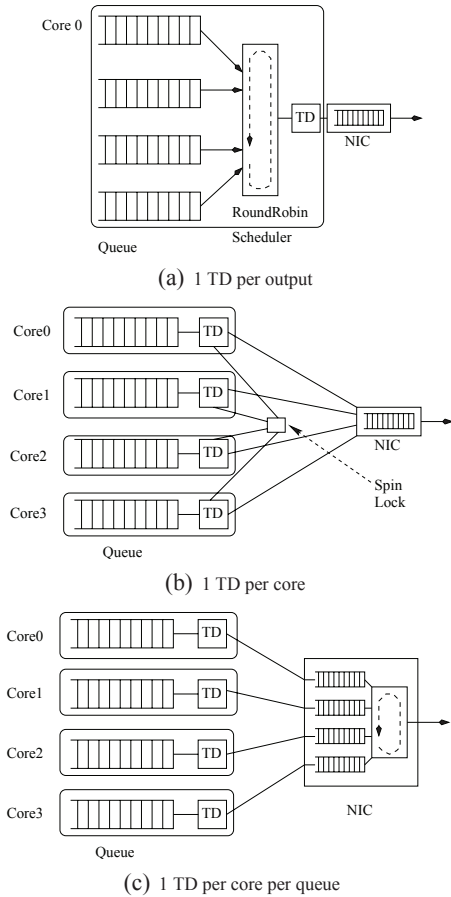 Core 0
TD
NIC
RoundRobin
Scheduler
Queue
(a) 1 TD per output
Core0
TD
Core1
TD
NIC
Core2
TD
Spin
Lock
Core3
TD
Queue
(b) 1 TD per core
Core0
TD
Core1
TD
Core2
TD
Core3
TD
NIC
Queue
(c) 1 TD per core per queue